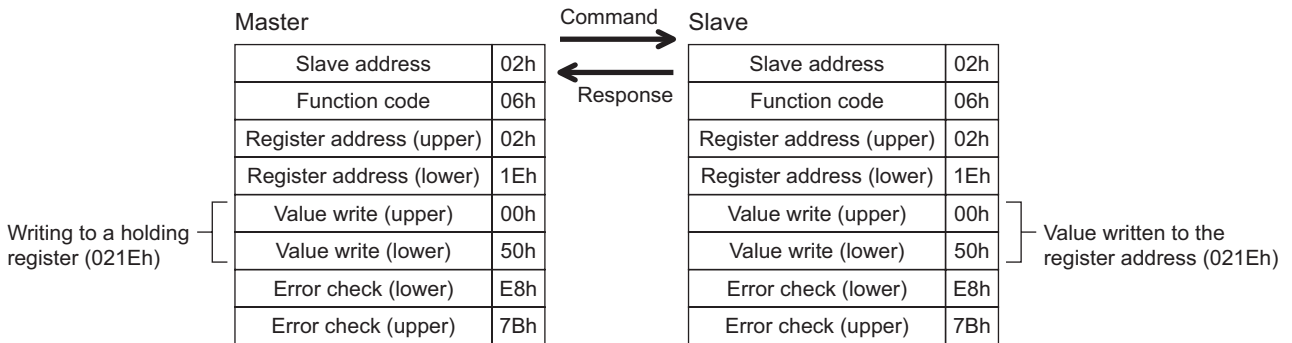 Master
Command
Slave
Response
Slave address 02h
Function code 06h
Register address (upper) 02h
Register address (lower) 1Eh
Value write (upper) 00h
Value write (lower) 50h
Error check (lower) E8h
Error check (upper) 7Bh
Writing to a holding
register (021Eh)
Slave address 02h
Function code 06h
Register address (upper) 02h
Register address (lower) 1Eh
Value write (upper) 00h
Value write (lower) 50h
Error check (lower) E8h
Error check (upper) 7Bh
Value written to the
register address (021Eh)